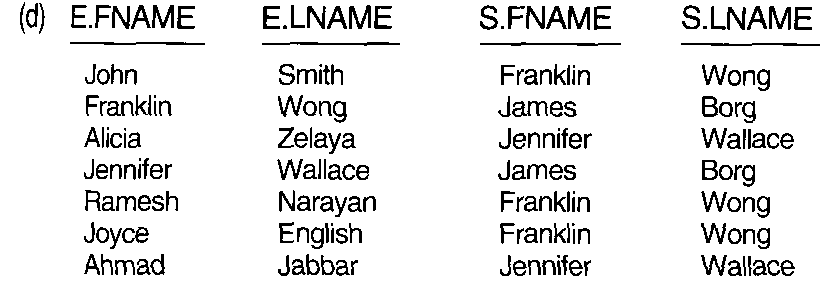 (d) E.FNAME E.LNAME S.FNAME S.LNAME
John Smith Franklin Wong
Franklin Wong James Borg
Alicia Zelaya Jennifer Wallace
Jennifer Wallace James Borg
Ramesh Narayan Franklin Wong
Joyce English Franklin Wong
Ahmad Jabbar Jennifer Wallace